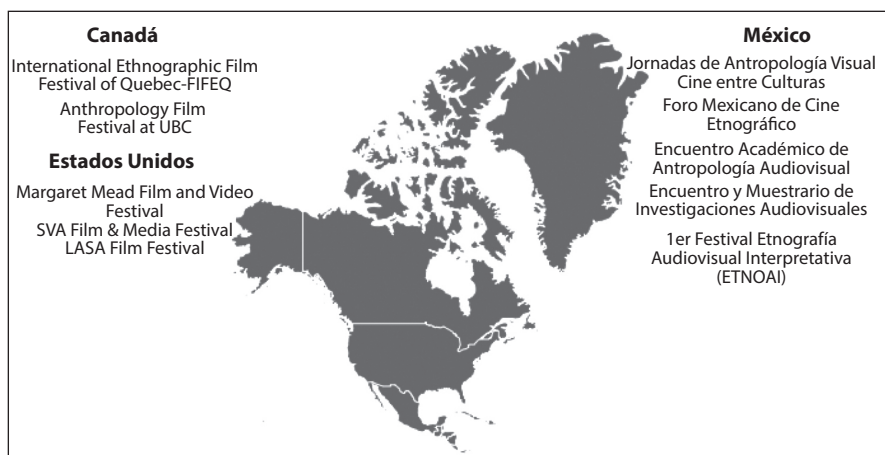 Canadá
International Ethnographic Film
Festival of Quebec-FIFEQ
Anthropology Film
Festival at UBC
Estados Unidos
Margaret Mead Film and Video
Festival
SVA Film & Media Festival
LASA Film Festival
México
Jornadas de Antropología Visual
Cine entre Culturas
Foro Mexicano de Cine
Etnográfico
Encuentro Académico de
Antropología Audiovisual
Encuentro y Muestrario de
Investigaciones Audiovisuales
1er Festival Etnografía
Audiovisual Interpretativa
(ETNOAI)